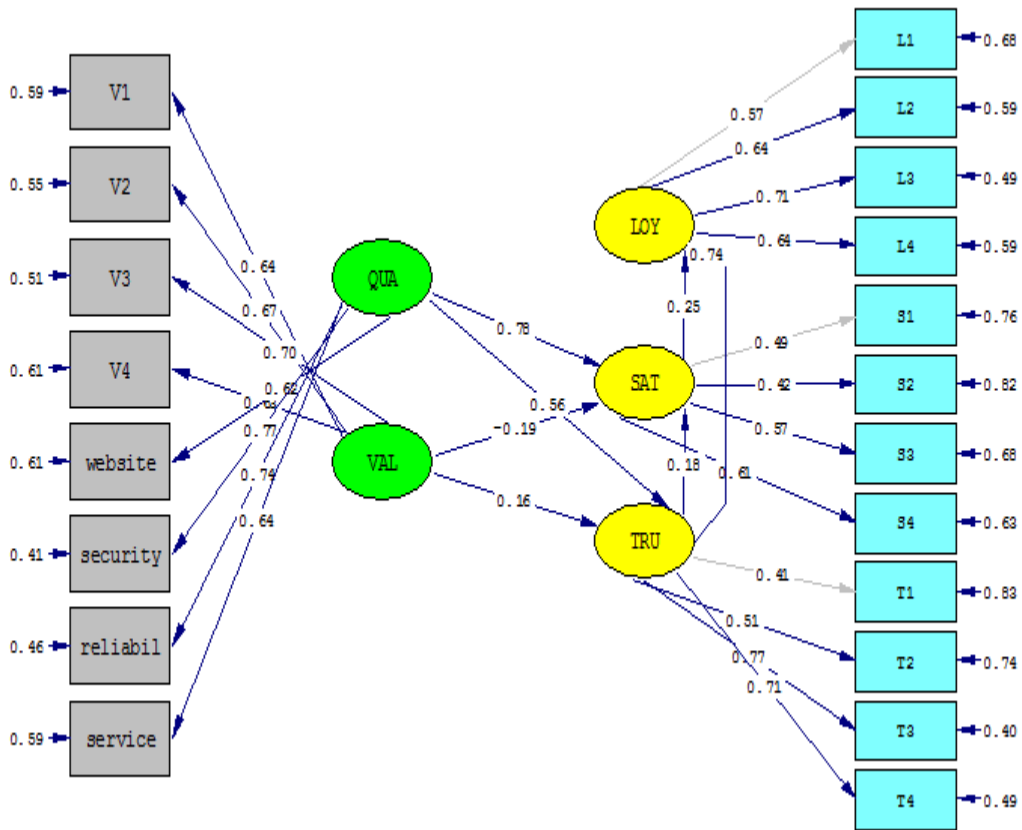 L1
0.68
V1
0.59
0.57
L2
0.59
0.64
V2
0.55
L3
0.49
0.71
LOY
V3
0.51
QUA
0.64
L4
0.59
0.64
0.74
0.67
0.25
S1
0.76
0.78
0.49
0.70
V4
0.61
0.62
SAT
S2
0.82
0.42
0.56
0.77
-0.19
0.57
website
0.61
VAL
S3
0.68
0.74
0.18
0.61
0.16
0.64
S4
0.63
security
0.41
TRU
0.41
T1
0.83
0.51
reliabil
0.46
T2
0.74
0.77
0.71
service
0.59
T3
0.40
T4
0.49